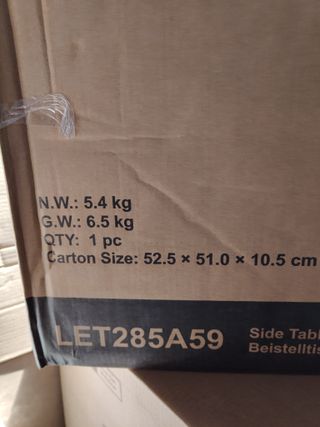 N.W.: 5.4 kg
G.W.: 6.5 kg
QTY: 1 pc
Carton Size: 52.5 × 51.0 × 10.5 cm
LET285A59
Side Tabl
Beistelltis